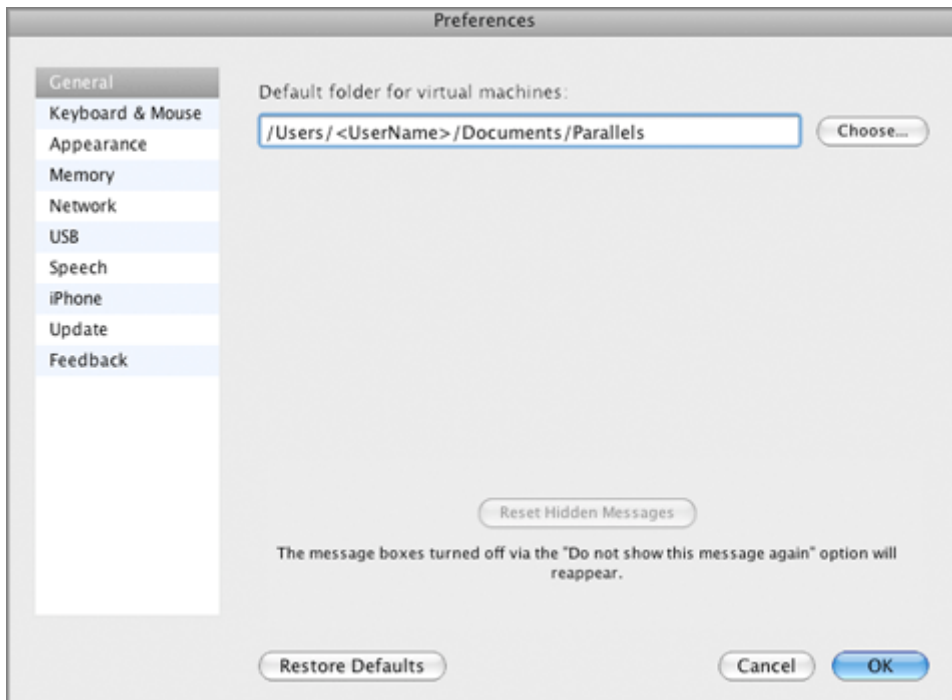 Preferences
General
Keyboard & Mouse
Appearance
Memory
Network
USB
Speech
iPhone
Update
Feedback
Default folder for virtual machines:
/Users/<UserName>/Documents/Parallels
Choose...
Reset Hidden Messages
The message boxes turned off via the "Do not show this message again" option will
reappear.
Restore Defaults
Cancel
OK